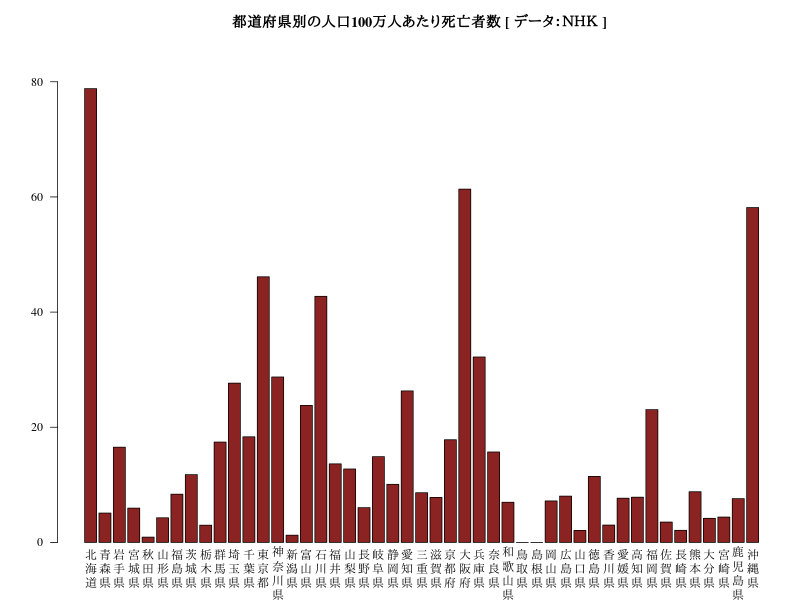 都道府県別の人口100万人あたり死亡者数 [ データ：ＮＨＫ ]
80
60
40
20
0
北海道
青森県
岩手県
宮城県
秋田県
山形県
福島県
茨城県
栃木県
群馬県
埼玉県
千葉県
東京都
神奈川県
新潟県
富山県
石川県
福井県
山梨県
長野県
岐阜県
静岡県
愛知県
三重県
滋賀県
京都府
大阪府
兵庫県
奈良県
和歌山県
鳥取県
島根県
岡山県
広島県
山口県
徳島県
香川県
愛媛県
高知県
福岡県
佐賀県
長崎県
熊本県
大分県
宮崎県
鹿児島県
沖縄県